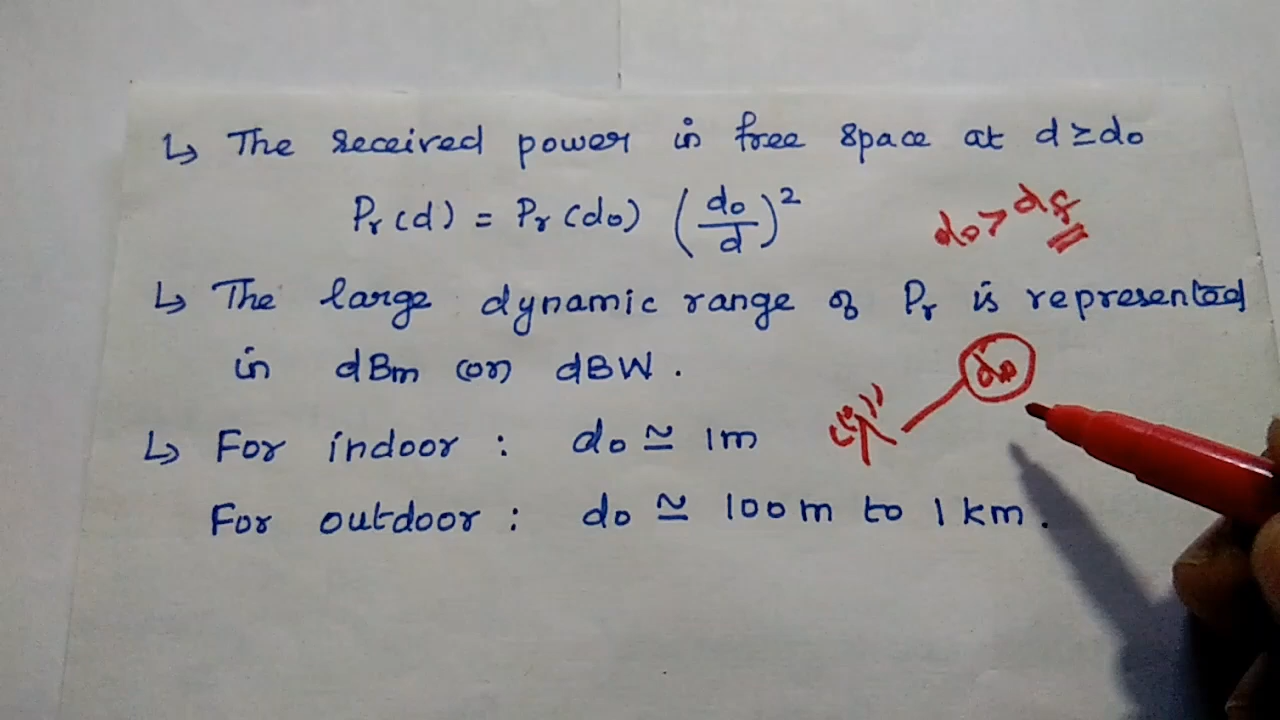 ↳ The received power in free space at d ≥ do
Pr(d) = Pr(do) (do/d)²
do > df
↳ The large dynamic range of Pr is represented
in dBm (or) dBW.
do
↳ For indoor : do ≃ 1m
For outdoor : do ≃ 100m to 1km.